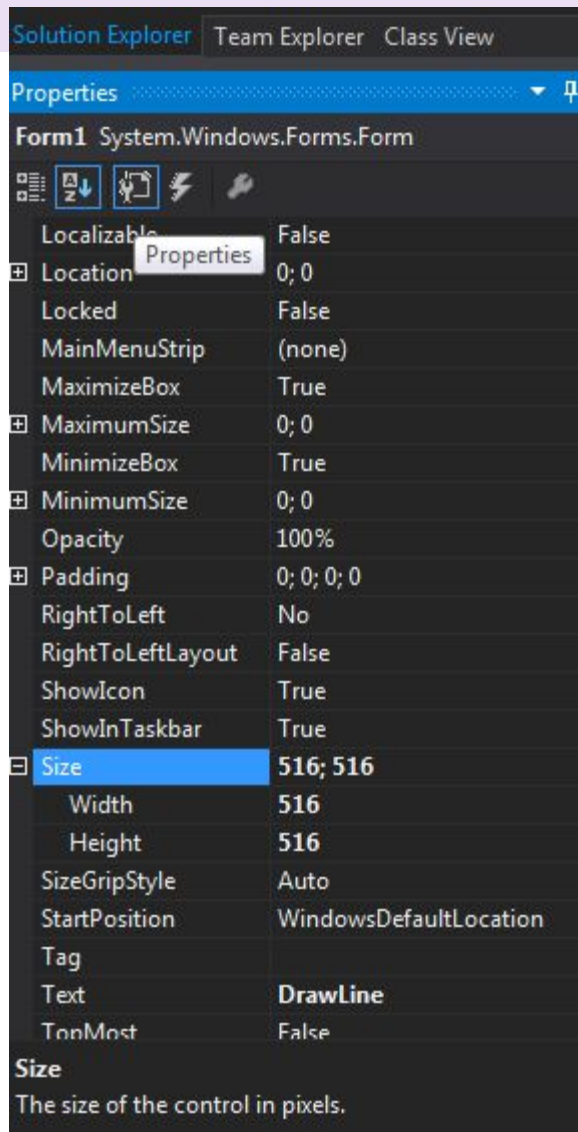 Solution Explorer Team Explorer Class View
Properties
Form1 System.Windows.Forms.Form
Localizable False
Properties
Location 0; 0
Locked False
MainMenuStrip (none)
MaximizeBox True
MaximumSize 0; 0
MinimizeBox True
MinimumSize 0; 0
Opacity 100%
Padding 0; 0; 0; 0
RightToLeft No
RightToLeftLayout False
ShowIcon True
ShowInTaskbar True
Size 516; 516
Width 516
Height 516
SizeGripStyle Auto
StartPosition WindowsDefaultLocation
Tag
Text DrawLine
TopMost False
Size
The size of the control in pixels.